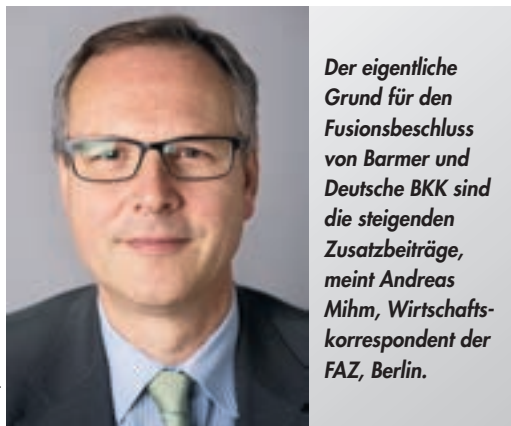 Der eigentliche
Grund für den
Fusionsbeschluss
von Barmer und
Deutsche BKK sind
die steigenden
Zusatzbeiträge,
meint Andreas
Mihm, Wirtschafts-
korrespondent der
FAZ, Berlin.